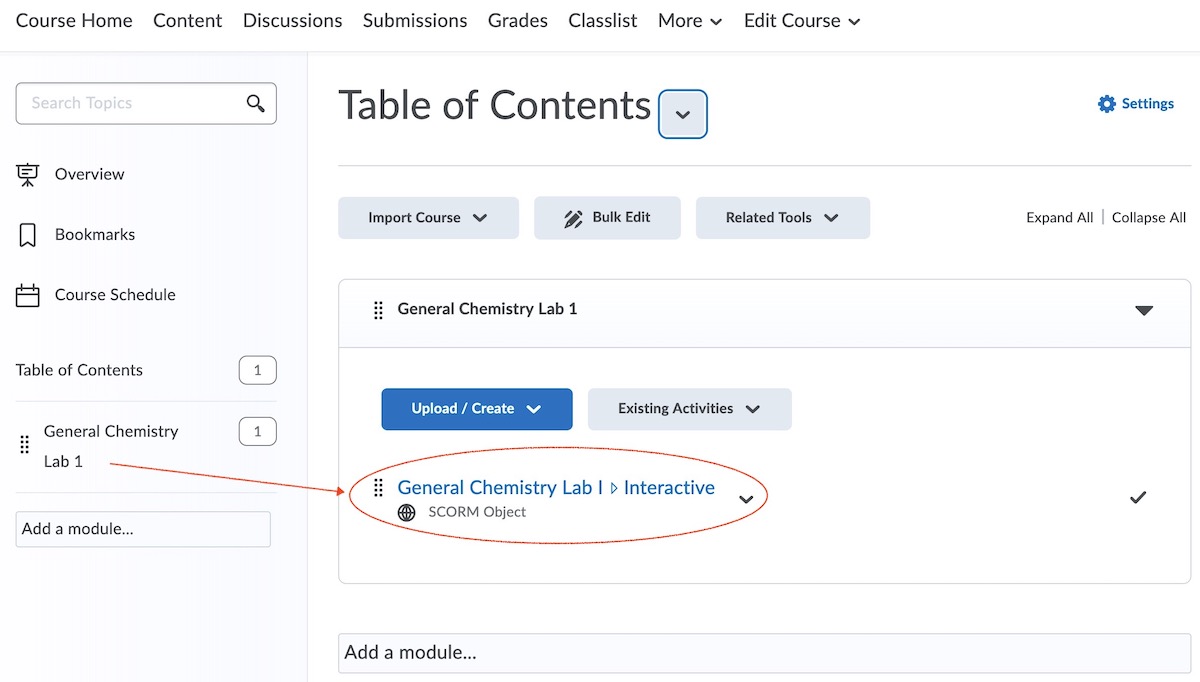 Course Home Content Discussions Submissions Grades Classlist More Edit Course
Search Topics
Overview
Bookmarks
Course Schedule
Table of Contents 1
General Chemistry 1
Lab 1
Add a module...
Table of Contents
Settings
Import Course Bulk Edit Related Tools Expand All | Collapse All
General Chemistry Lab 1
Upload / Create Existing Activities
General Chemistry Lab I ▹ Interactive
SCORM Object
Add a module...